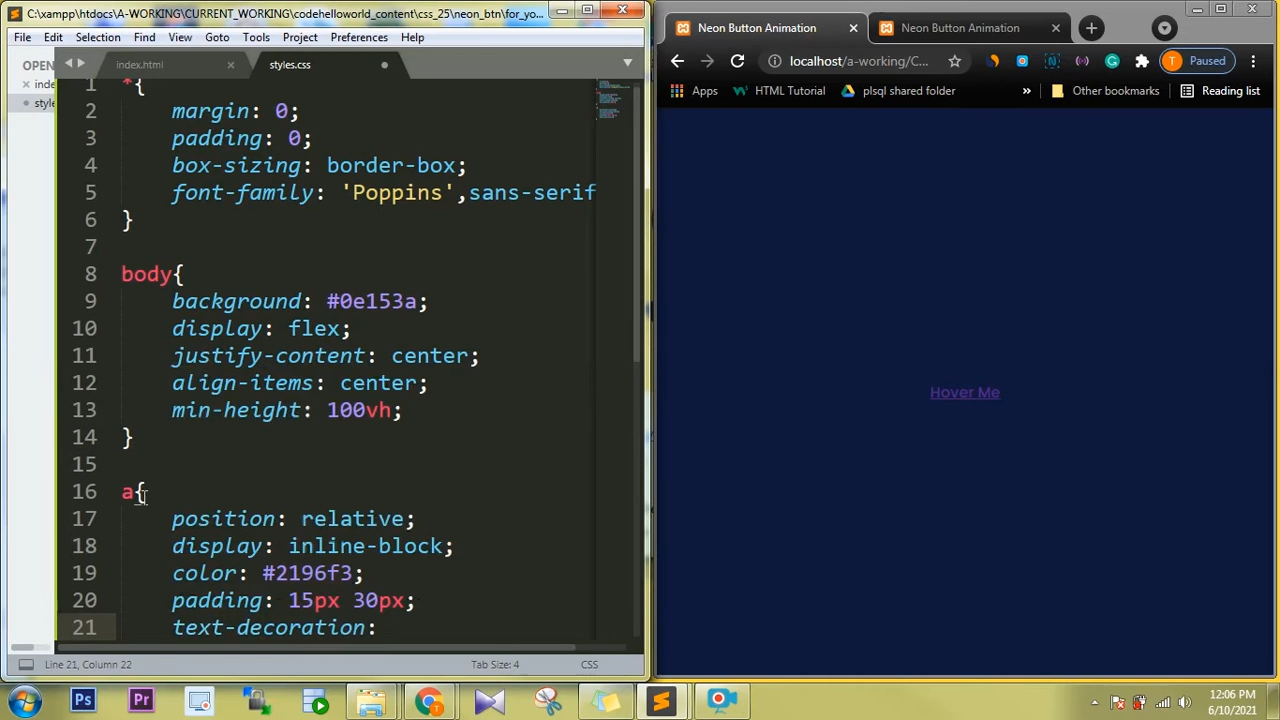 C:\xampp\htdocs\A-WORKING\CURRENT_WORKING\codehelloworld_content\css_25\neon_btn\for_yo...
File Edit Selection Find View Goto Tools Project Preferences Help
OPEN
inde
style
index.html
styles.css
1 *{
2 margin: 0;
3 padding: 0;
4 box-sizing: border-box;
5 font-family: 'Poppins',sans-serif
6 }
7
8 body{
9 background: #0e153a;
10 display: flex;
11 justify-content: center;
12 align-items: center;
13 min-height: 100vh;
14 }
15
16 a{
17 position: relative;
18 display: inline-block;
19 color: #2196f3;
20 padding: 15px 30px;
21 text-decoration:
Line 21, Column 22
Tab Size: 4
CSS
Neon Button Animation
Neon Button Animation
localhost/a-working/C...
T Paused
Apps HTML Tutorial plsql shared folder » Other bookmarks Reading list
Hover Me
Ps
Pr
12:06 PM
6/10/2021